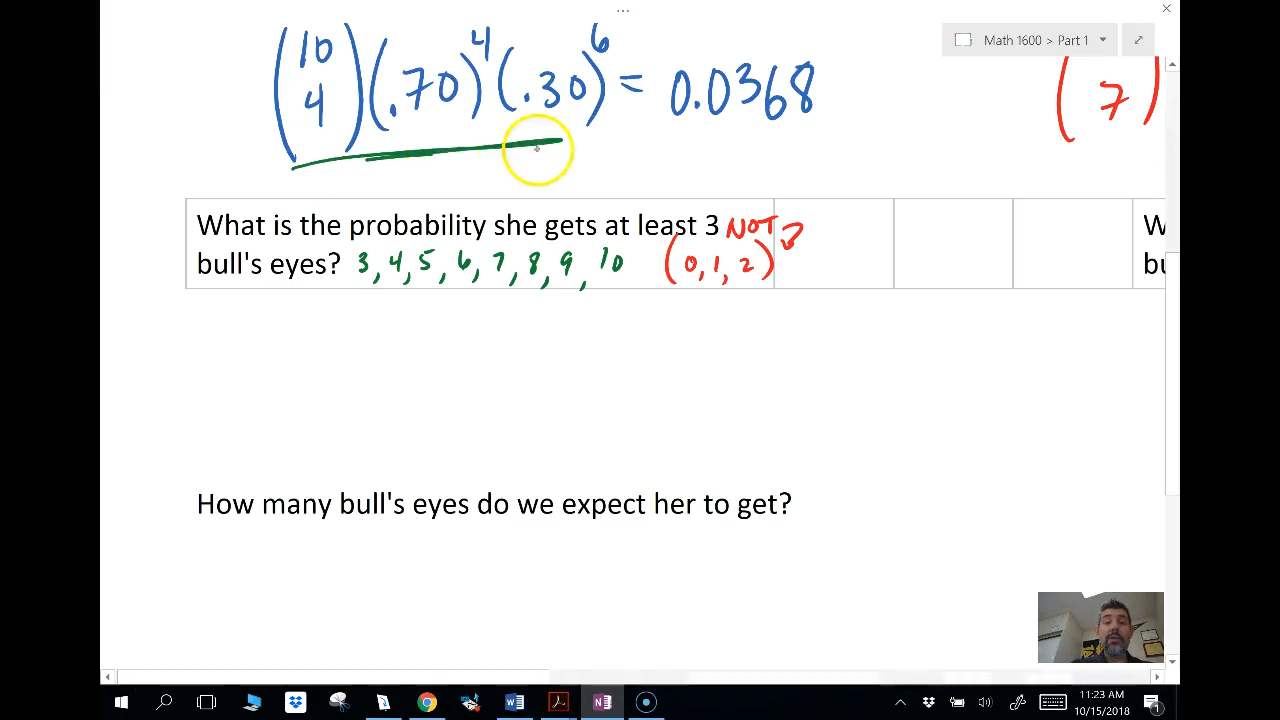 Math 1600 > Part 1
(10 4)(.70)^4(.30)^6 = 0.0368
7
What is the probability she gets at least 3 NOT W
bull's eyes? 3, 4, 5, 6, 7, 8, 9, 10 (0, 1, 2) bu
How many bull's eyes do we expect her to get?
11:23 AM
10/15/2018